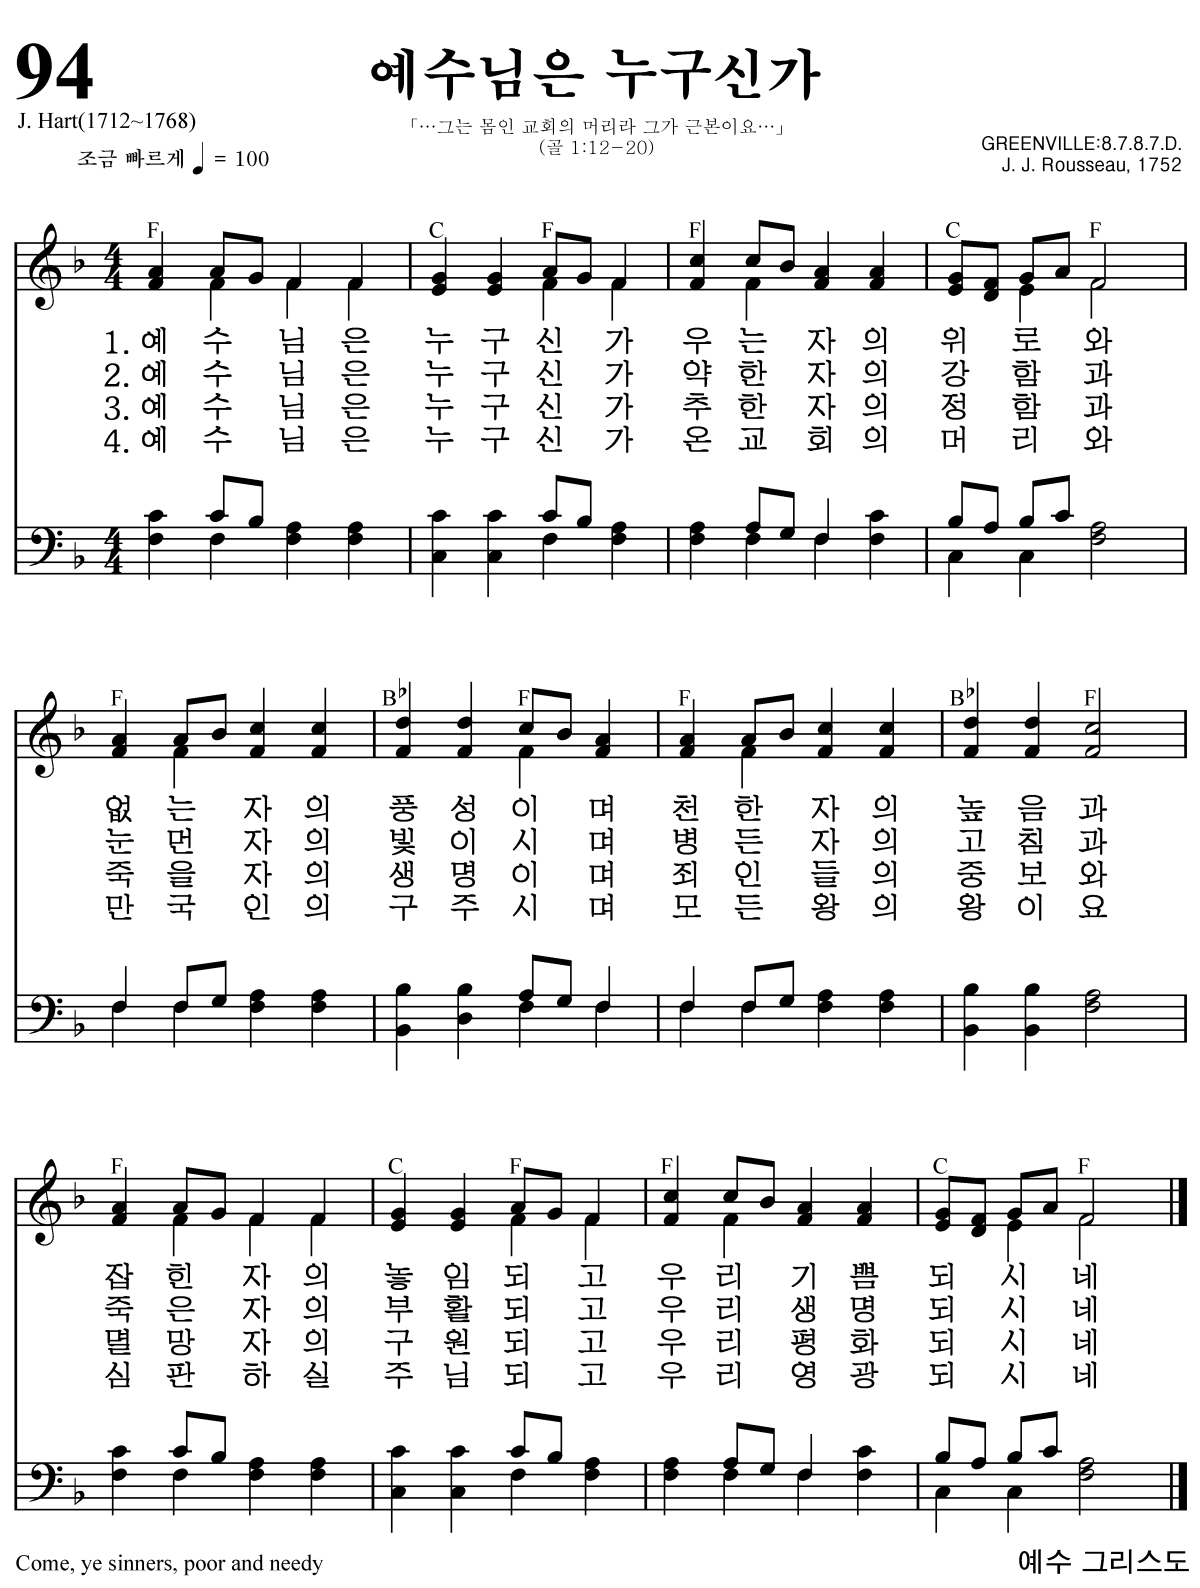 94
예수님은 누구신가
J. Hart(1712~1768)
「…그는 몸인 교회의 머리라 그가 근본이요…」
(골 1:12-20)
조금 빠르게 ♩ = 100
GREENVILLE:8.7.8.7.D.
J. J. Rousseau, 1752
F C F F C F
1. 예 수 님 은 누 구 신 가 우 는 자 의 위 로 와
2. 예 수 님 은 누 구 신 가 약 한 자 의 강 함 과
3. 예 수 님 은 누 구 신 가 추 한 자 의 정 함 과
4. 예 수 님 은 누 구 신 가 온 교 회 의 머 리 와
F B♭ F F B♭ F
없 는 자 의 풍 성 이 며 천 한 자 의 높 음 과
눈 먼 자 의 빛 이 시 며 병 든 자 의 고 침 과
죽 을 자 의 생 명 이 며 죄 인 들 의 중 보 와
만 국 인 의 구 주 시 며 모 든 왕 의 왕 이 요
F C F F C F
잡 힌 자 의 놓 임 되 고 우 리 기 쁨 되 시 네
죽 은 자 의 부 활 되 고 우 리 생 명 되 시 네
멸 망 자 의 구 원 되 고 우 리 평 화 되 시 네
심 판 하 실 주 님 되 고 우 리 영 광 되 시 네
Come, ye sinners, poor and needy
예수 그리스도